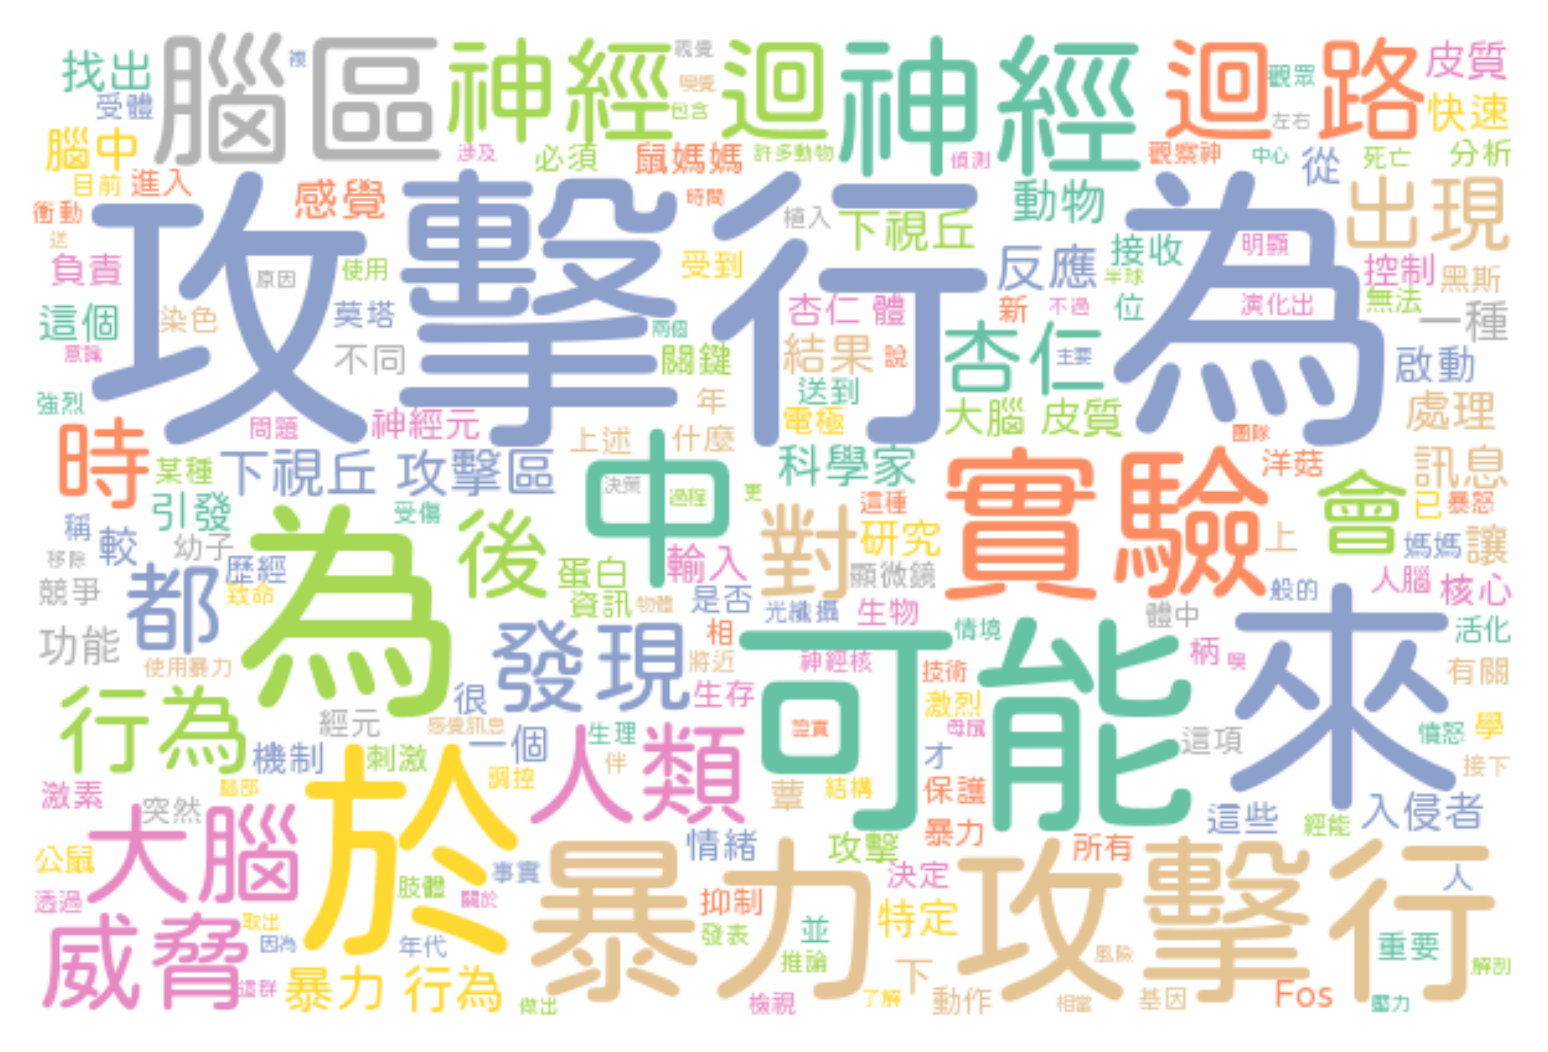 找出 腦區 神經迴 神經 迴路 皮質
複 視覺 嗅覺 觀眾
受體 包含 左右 快速
腦中 涉及 必須 鼠媽媽 許多動物 偵測 觀察神 中心 從 死亡 分析
目前 進入 感覺 時間 植入 下視丘 動物 出現
衝動 攻擊行為
送 負責 原因 使用 受到 反應 接收 半球 明顯 控制 黑斯
這個 染色 莫塔 兩個 杏仁 體 新 不過 位 演化出 無法 一種
意識 不同 關鍵 結果 說 杏仁 主要 啟動
強烈 年 送到 大腦 皮質 處理
時 問題 神經元 上述 什麼 電極 團隊
某種 下視丘 攻擊區 中 決策 過程 更 科學家 實驗 洋菇 訊息
引發 受傷 後 對 這種 會 已 暴怒
稱 較 幼子 為 研究 上 媽媽 讓
移除 歷經 蛋白 輸入 顯微鏡 人腦 核心
競爭 都 致命 資訊 物體 是否 光纖攝 生物 般的
功能 發現 相 可能 情境 體中 來 活化
使用暴力 將近 神經核 技術 柄 嗅 有關
行為 很 生存 證實 激烈
經元 感覺訊息 一個 生理 人類 母鼠 這項 憤怒 學
機制 刺激 伴 才 接下
激素 突然 腦部 於 調控 蕈 結構 保護 這些 入侵者
大腦 情緒 攻擊 暴力 所有 經能
公鼠 事實 暴力攻擊行 決定 人
透過 威脅 肢體 關於 抑制 特定
取出 因為 年代 發表 並 風險 重要
這群 暴力 行為 推論 下 解剖
做出 檢視 了解 動作 相當 基因 Fos 壓力